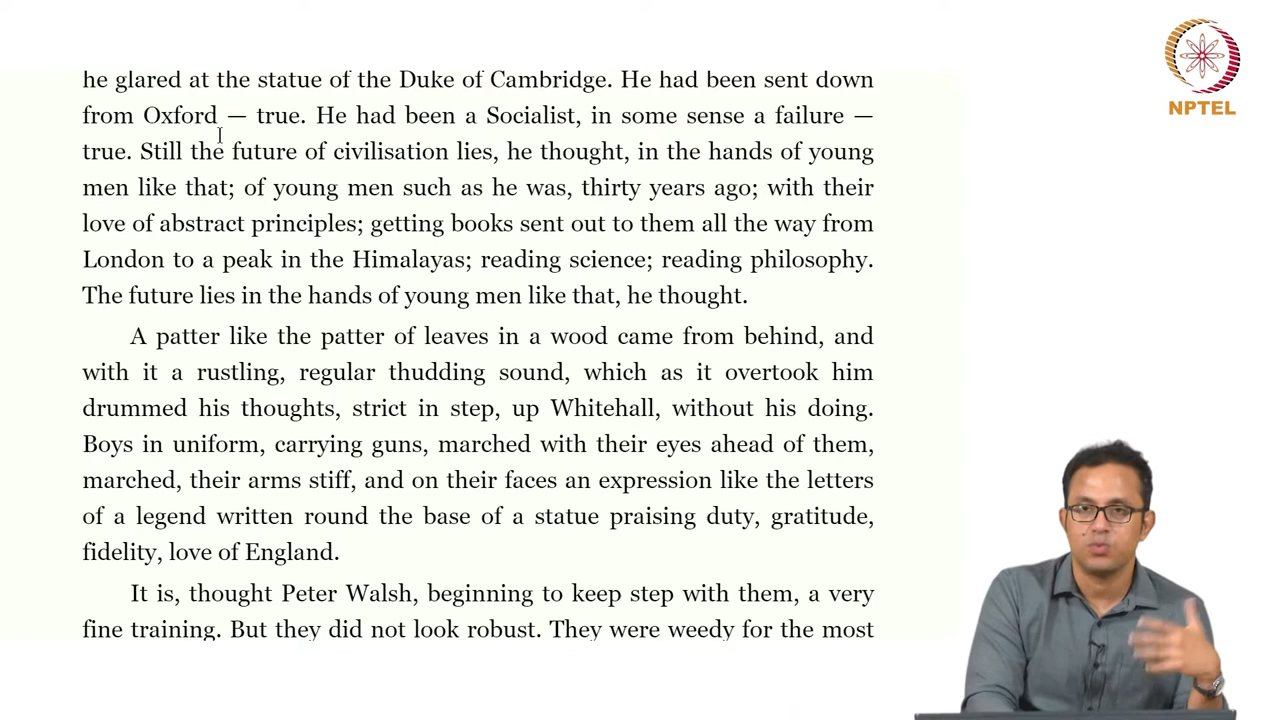 he glared at the statue of the Duke of Cambridge. He had been sent down
from Oxford — true. He had been a Socialist, in some sense a failure —
true. Still the future of civilisation lies, he thought, in the hands of young
men like that; of young men such as he was, thirty years ago; with their
love of abstract principles; getting books sent out to them all the way from
London to a peak in the Himalayas; reading science; reading philosophy.
The future lies in the hands of young men like that, he thought.
A patter like the patter of leaves in a wood came from behind, and
with it a rustling, regular thudding sound, which as it overtook him
drummed his thoughts, strict in step, up Whitehall, without his doing.
Boys in uniform, carrying guns, marched with their eyes ahead of them,
marched, their arms stiff, and on their faces an expression like the letters
of a legend written round the base of a statue praising duty, gratitude,
fidelity, love of England.
It is, thought Peter Walsh, beginning to keep step with them, a very
fine training. But they did not look robust. They were weedy for the most
NPTEL